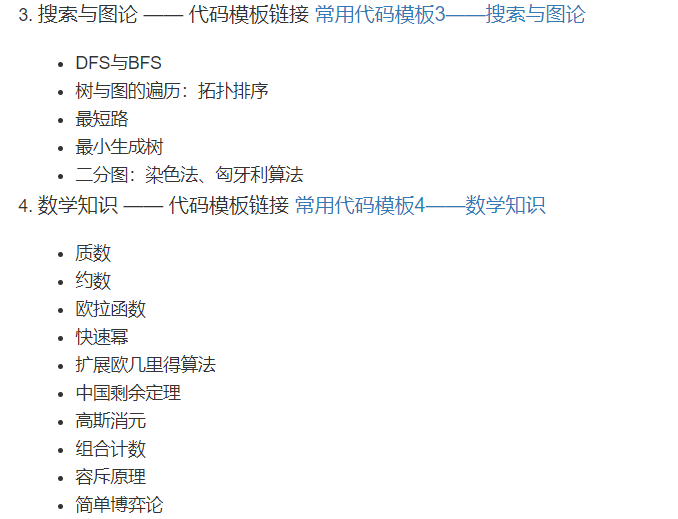 3. 搜索与图论 —— 代码模板链接 常用代码模板3——搜索与图论
• DFS与BFS
• 树与图的遍历：拓扑排序
• 最短路
• 最小生成树
• 二分图：染色法、匈牙利算法
4. 数学知识 —— 代码模板链接 常用代码模板4——数学知识
• 质数
• 约数
• 欧拉函数
• 快速幂
• 扩展欧几里得算法
• 中国剩余定理
• 高斯消元
• 组合计数
• 容斥原理
• 简单博弈论